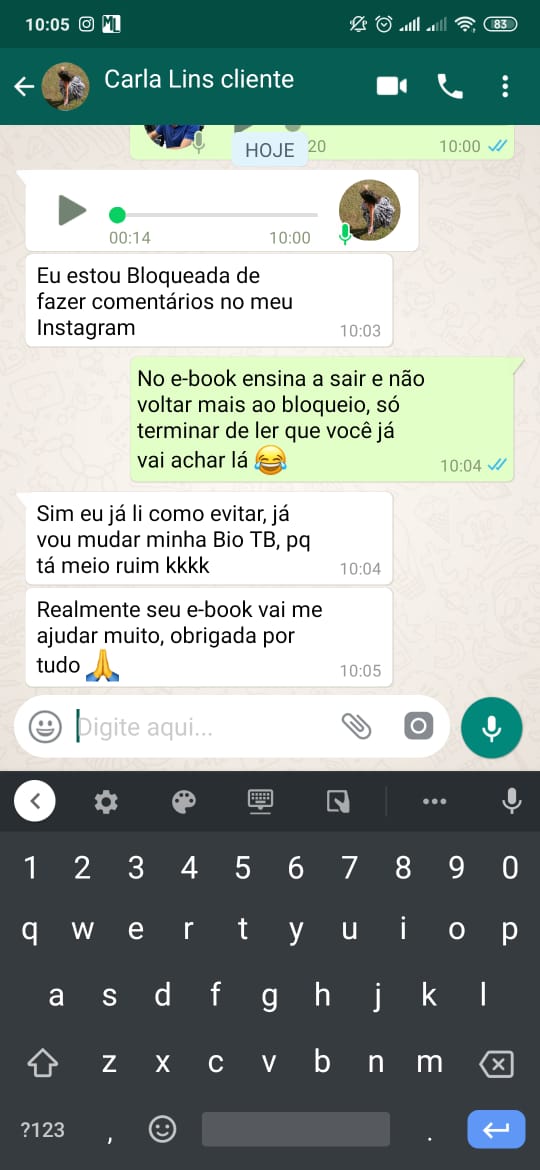 10:05 83
Carla Lins cliente
HOJE 20 10:00
00:14 10:00
Eu estou Bloqueada de
fazer comentários no meu
Instagram 10:03
No e-book ensina a sair e não
voltar mais ao bloqueio, só
terminar de ler que você já
vai achar lá 😂 10:04
Sim eu já li como evitar, já
vou mudar minha Bio TB, pq
tá meio ruim kkkk 10:04
Realmente seu e-book vai me
ajudar muito, obrigada por
tudo 🙏 10:05
Digite aqui...
1 2 3 4 5 6 7 8 9 0
q w e r t y u i o p
a s d f g h j k l
z x c v b n m
?123 , .